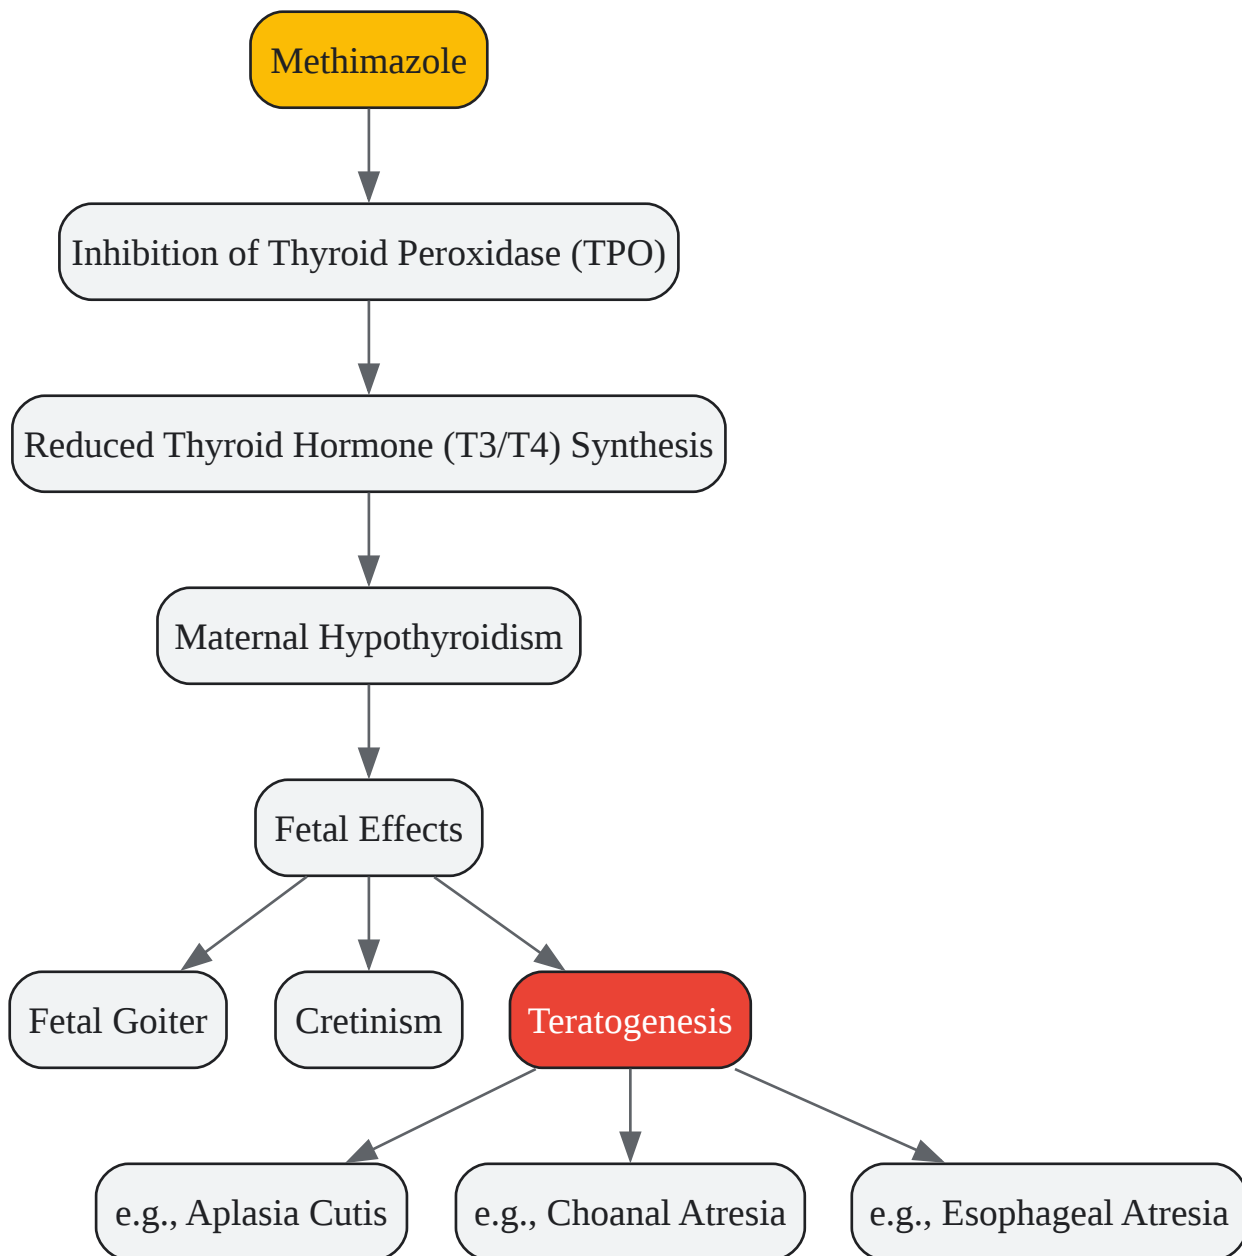 Methimazole
Inhibition of Thyroid Peroxidase (TPO)
Reduced Thyroid Hormone (T3/T4) Synthesis
Maternal Hypothyroidism
Fetal Effects
Fetal Goiter
Cretinism
Teratogenesis
e.g., Aplasia Cutis
e.g., Choanal Atresia
e.g., Esophageal Atresia